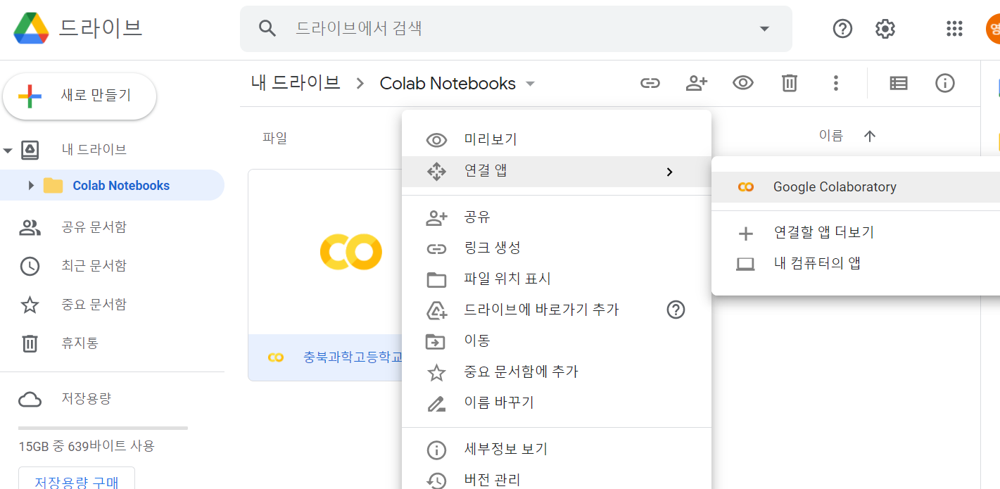 드라이브
드라이브에서 검색
영
새로 만들기
내 드라이브
Colab Notebooks
공유 문서함
최근 문서함
중요 문서함
휴지통
저장용량
15GB 중 639바이트 사용
저장용량 구매
내 드라이브 > Colab Notebooks
파일
이름
충북과학고등학교
미리보기
연결 앱
공유
링크 생성
파일 위치 표시
드라이브에 바로가기 추가
이동
중요 문서함에 추가
이름 바꾸기
세부정보 보기
버전 관리
Google Colaboratory
연결할 앱 더보기
내 컴퓨터의 앱